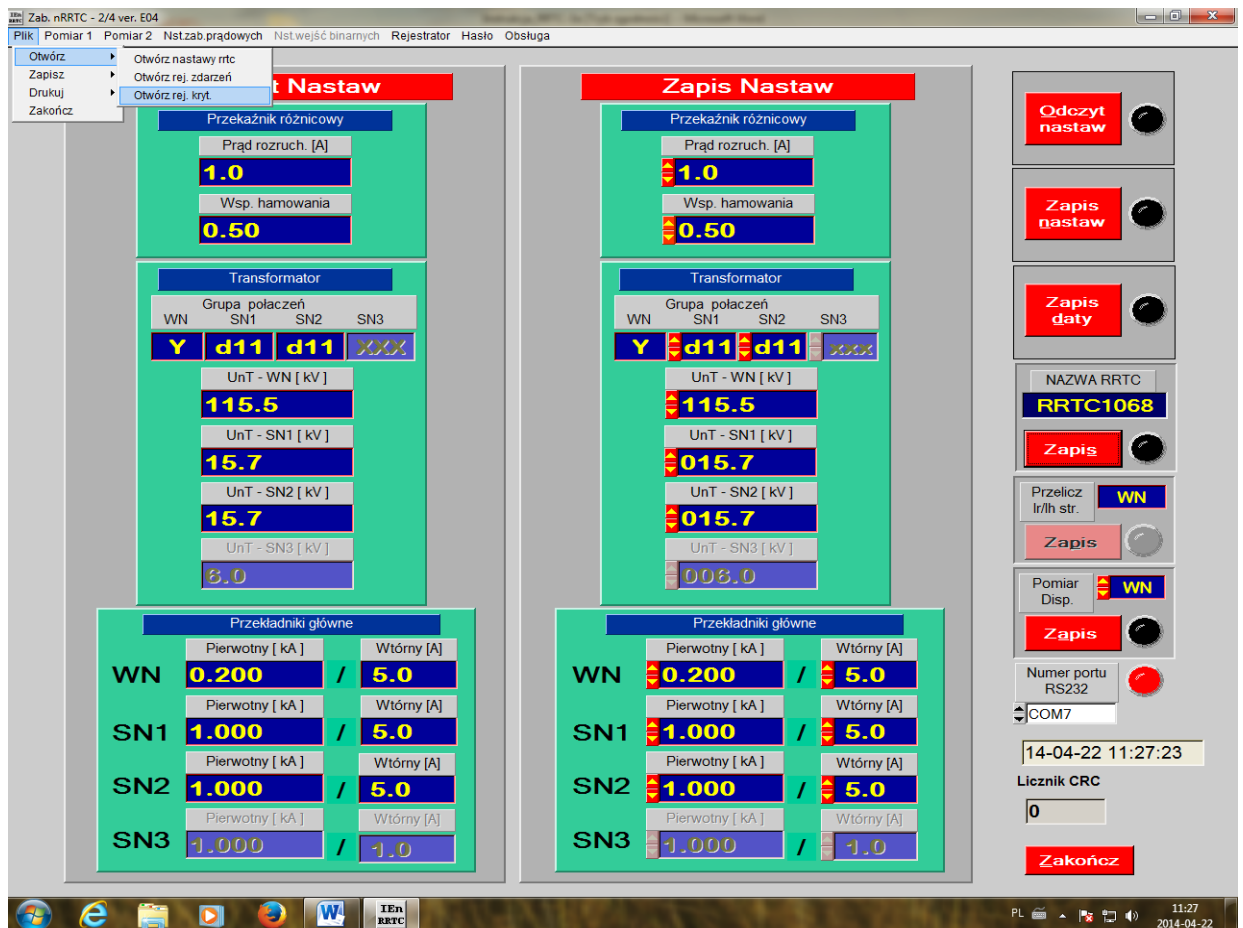 Zab. nRRTC - 2/4 ver. E04
Plik Pomiar 1 Pomiar 2 Nst.zab.prądowych Nst.wejść binarnych Rejestrator Hasło Obsługa
Otwórz
Zapisz
Drukuj
Zakończ
Otwórz nastawy rrtc
Otwórz rej. zdarzeń
Otwórz rej. kryt.
t Nastaw
Przekaźnik różnicowy
Prąd rozruch. [A]
1.0
Wsp. hamowania
0.50
Transformator
Grupa połaczeń
WN SN1 SN2 SN3
Y d11 d11 xxx
UnT - WN [ kV ]
115.5
UnT - SN1 [ kV ]
15.7
UnT - SN2 [ kV ]
15.7
UnT - SN3 [ kV ]
6.0
Przekładniki główne
Pierwotny [ kA ] Wtórny [A]
WN 0.200 / 5.0
Pierwotny [ kA ] Wtórny [A]
SN1 1.000 / 5.0
Pierwotny [ kA ] Wtórny [A]
SN2 1.000 / 5.0
Pierwotny [ kA ] Wtórny [A]
SN3 1.000 / 1.0
Zapis Nastaw
Przekaźnik różnicowy
Prąd rozruch. [A]
1.0
Wsp. hamowania
0.50
Transformator
Grupa połaczeń
WN SN1 SN2 SN3
Y d11 d11 xxx
UnT - WN [ kV ]
115.5
UnT - SN1 [ kV ]
015.7
UnT - SN2 [ kV ]
015.7
UnT - SN3 [ kV ]
006.0
Przekładniki główne
Pierwotny [ kA ] Wtórny [A]
WN 0.200 / 5.0
Pierwotny [ kA ] Wtórny [A]
SN1 1.000 / 5.0
Pierwotny [ kA ] Wtórny [A]
SN2 1.000 / 5.0
Pierwotny [ kA ] Wtórny [A]
SN3 1.000 / 1.0
Odczyt
nastaw
Zapis
nastaw
Zapis
daty
NAZWA RRTC
RRTC1068
Zapis
Przelicz
Ir/Ih str.
WN
Zapis
Pomiar
Disp.
WN
Zapis
Numer portu
RS232
COM7
14-04-22 11:27:23
Licznik CRC
0
Zakończ
IEn
RRTC
PL
11:27
2014-04-22